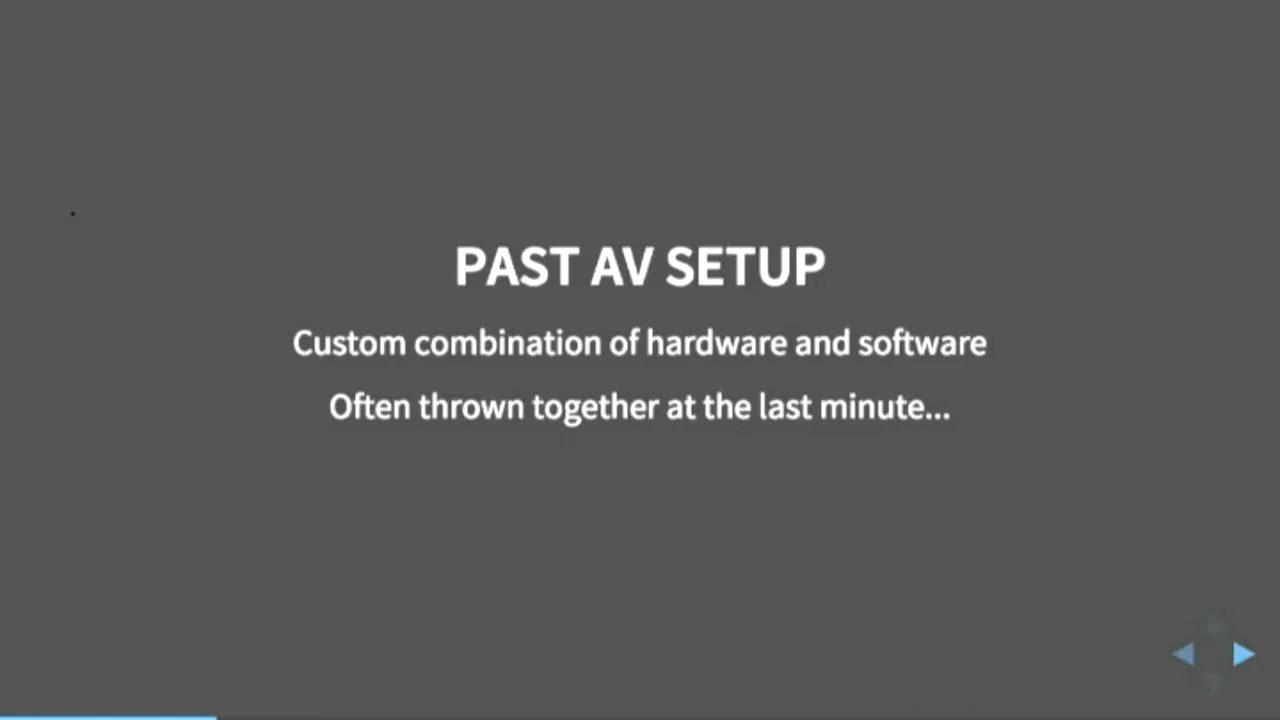 PAST AV SETUP
Custom combination of hardware and software
Often thrown together at the last minute...